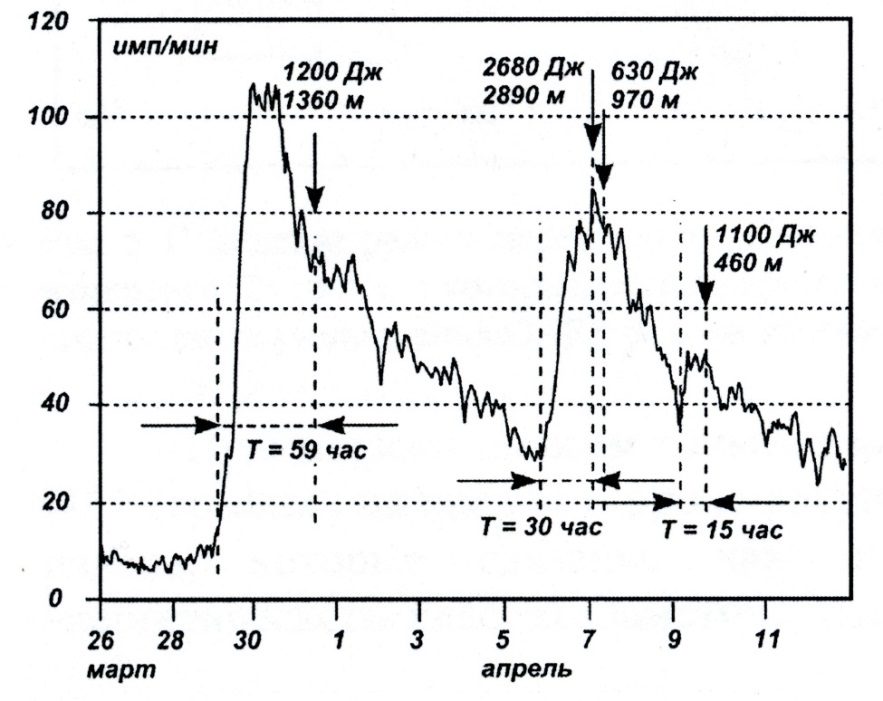 120
имп/мин
1200 Дж
1360 м
2680 Дж
2890 м
630 Дж
970 м
100
80
1100 Дж
460 м
60
40
T = 59 час
20
T = 30 час
T = 15 час
0
26 28 30 1 3 5 7 9 11
март апрель